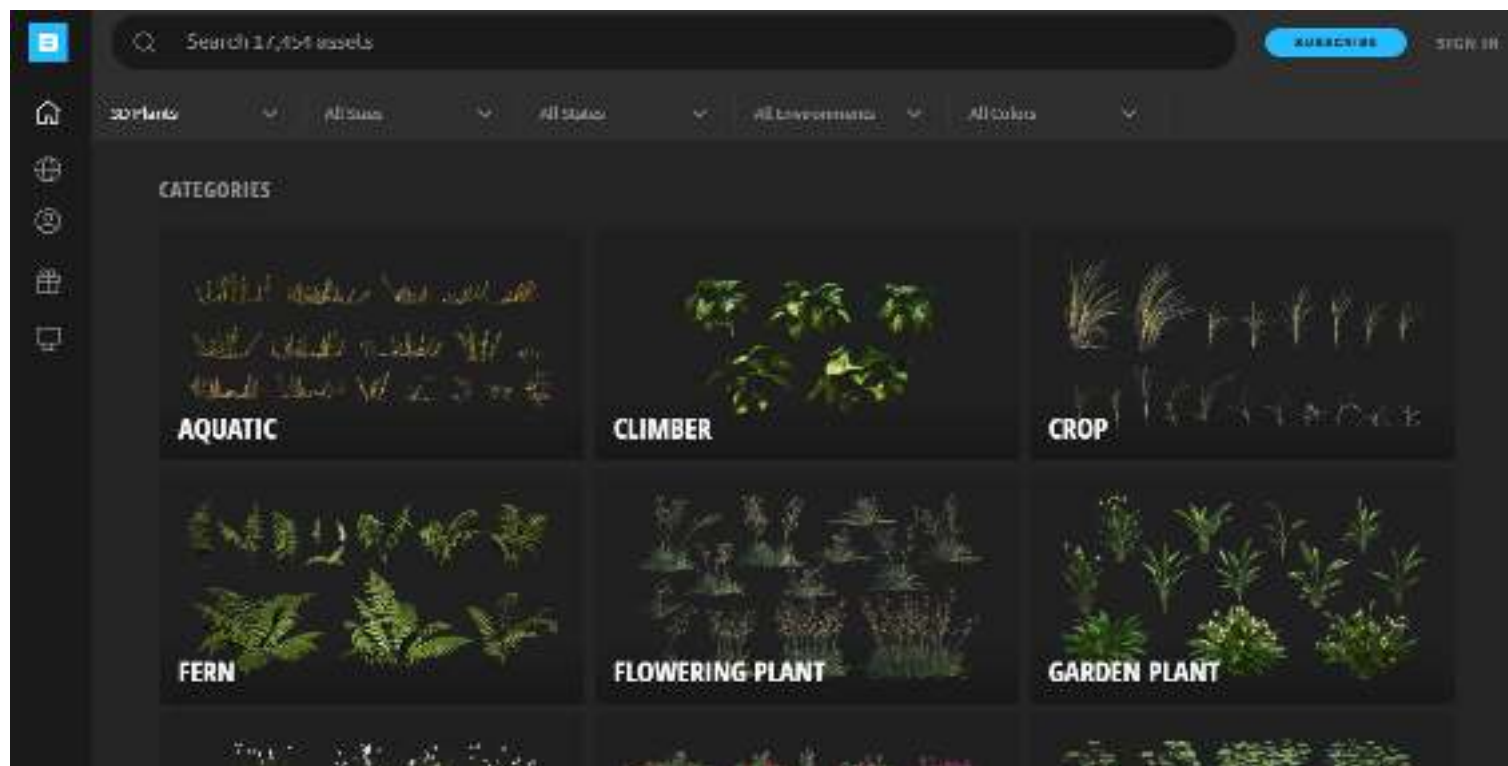 Search 17,454 assets
SUBSCRIBE
SIGN IN
3D Plants
All Sizes
All States
All Environments
All Colors
CATEGORIES
AQUATIC
CLIMBER
CROP
FERN
FLOWERING PLANT
GARDEN PLANT